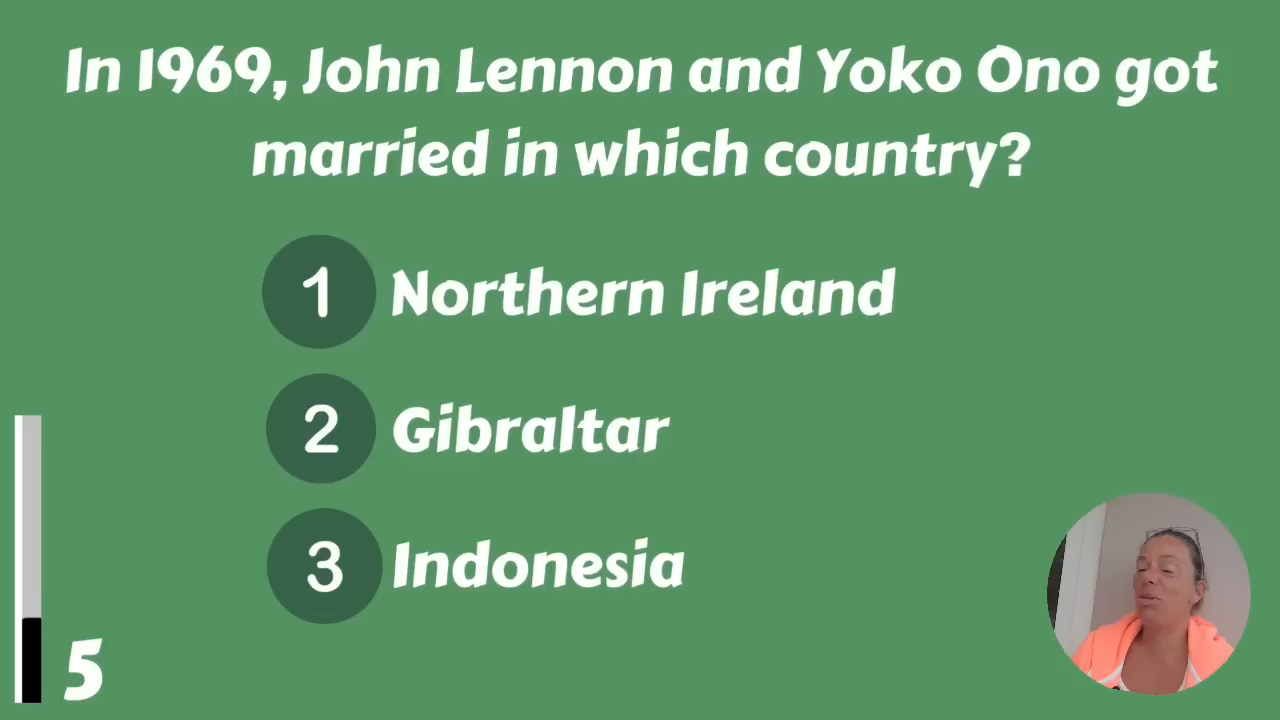 In 1969, John Lennon and Yoko Ono got
married in which country?
1 Northern Ireland
2 Gibraltar
3 Indonesia
5